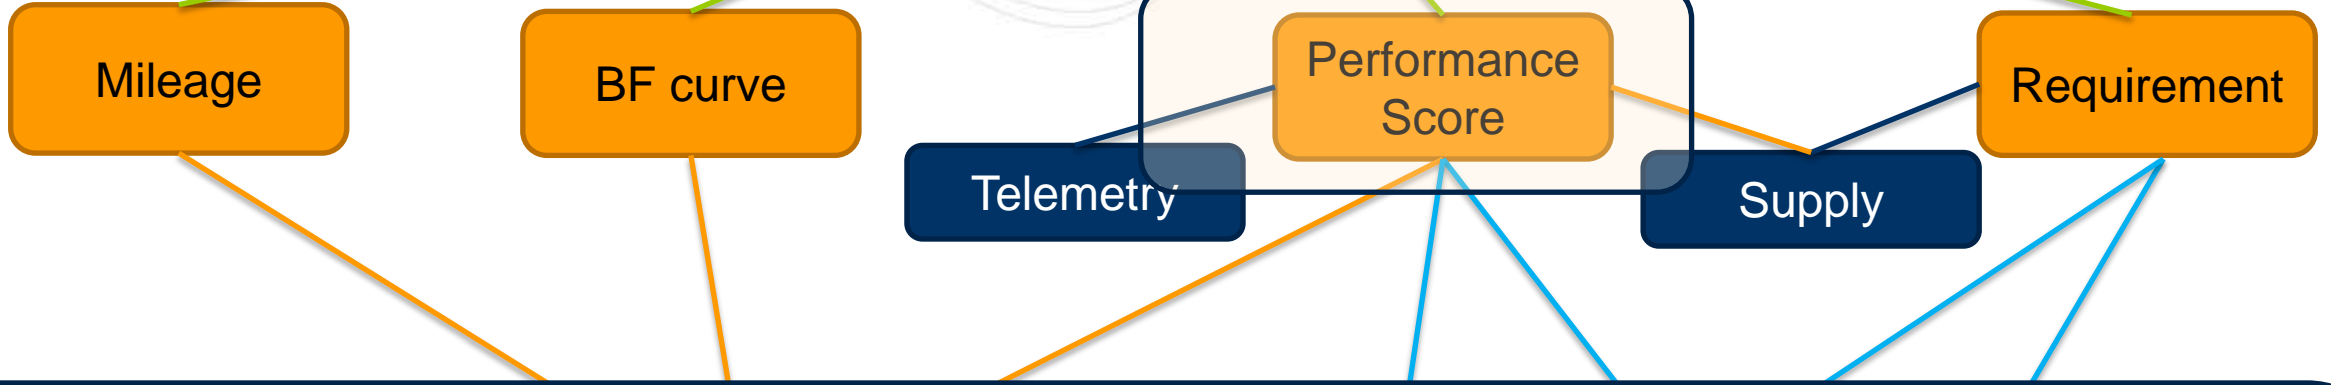 Mileage
BF curve
Performance
Score
Requirement
Telemetry
Supply